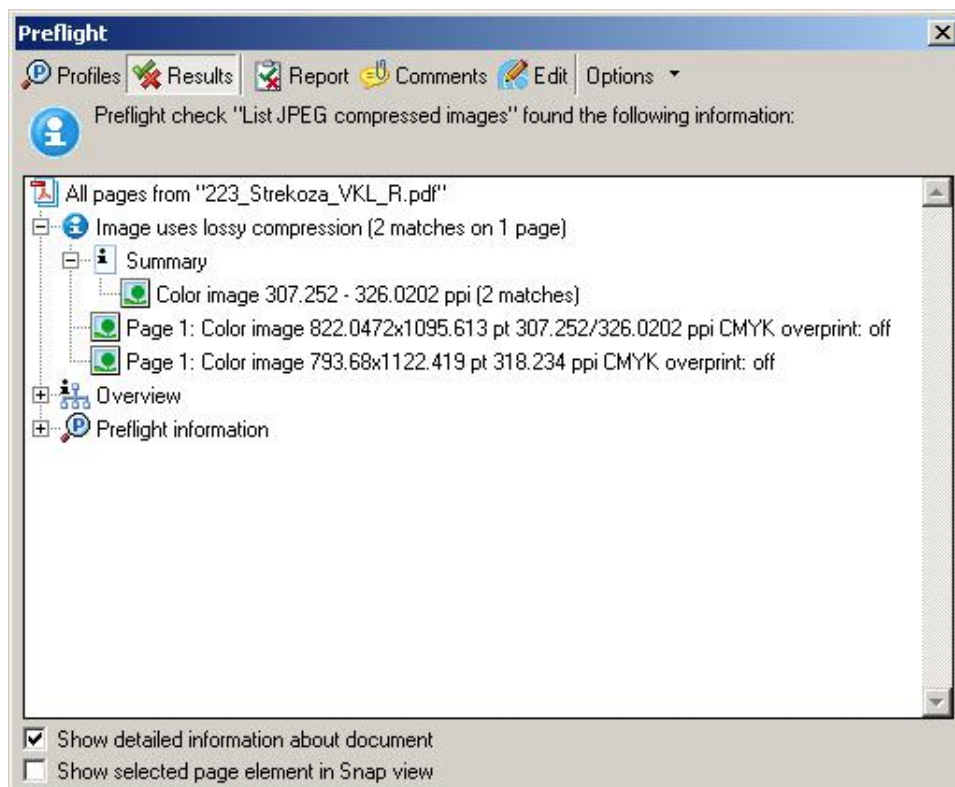 Preflight
Profiles Results Report Comments Edit Options
Preflight check "List JPEG compressed images" found the following information:
All pages from "223_Strekoza_VKL_R.pdf"
Image uses lossy compression (2 matches on 1 page)
Summary
Color image 307.252 - 326.0202 ppi (2 matches)
Page 1: Color image 822.0472x1095.613 pt 307.252/326.0202 ppi CMYK overprint: off
Page 1: Color image 793.68x1122.419 pt 318.234 ppi CMYK overprint: off
Overview
Preflight information
Show detailed information about document
Show selected page element in Snap view